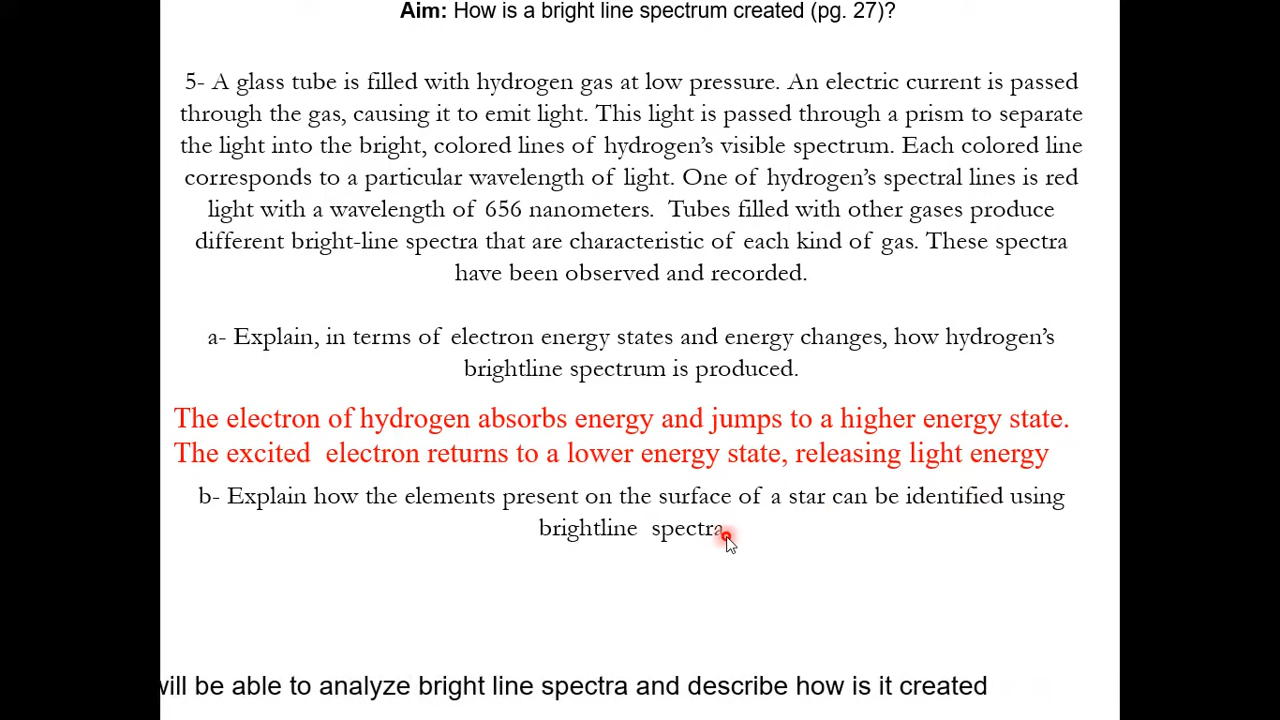 Aim: How is a bright line spectrum created (pg. 27)?
5- A glass tube is filled with hydrogen gas at low pressure. An electric current is passed
through the gas, causing it to emit light. This light is passed through a prism to separate
the light into the bright, colored lines of hydrogen's visible spectrum. Each colored line
corresponds to a particular wavelength of light. One of hydrogen's spectral lines is red
light with a wavelength of 656 nanometers. Tubes filled with other gases produce
different bright-line spectra that are characteristic of each kind of gas. These spectra
have been observed and recorded.
a- Explain, in terms of electron energy states and energy changes, how hydrogen's
brightline spectrum is produced.
The electron of hydrogen absorbs energy and jumps to a higher energy state.
The excited electron returns to a lower energy state, releasing light energy
b- Explain how the elements present on the surface of a star can be identified using
brightline spectra
will be able to analyze bright line spectra and describe how is it created